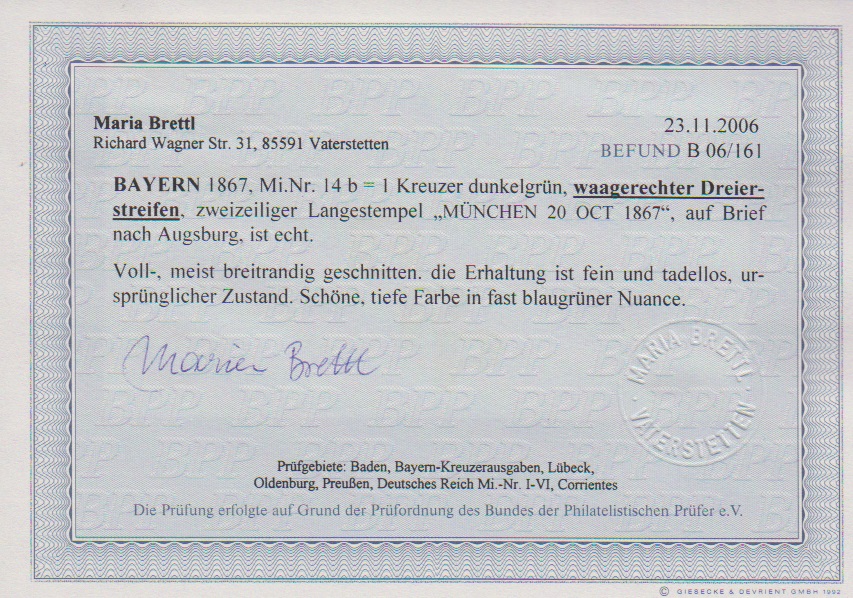 Maria Brettl
Richard Wagner Str. 31, 85591 Vaterstetten
23.11.2006
BEFUND B 06/161
BAYERN 1867, Mi.Nr. 14 b = 1 Kreuzer dunkelgrün, waagerechter Dreier-
streifen, zweizeiliger Langestempel „MÜNCHEN 20 OCT 1867“, auf Brief
nach Augsburg, ist echt.
Voll-, meist breitrandig geschnitten. die Erhaltung ist fein und tadellos, ur-
sprünglicher Zustand. Schöne, tiefe Farbe in fast blaugrüner Nuance.
Maria Brettl
MARIA BRETTL
VATERSTETTEN
Prüfgebiete: Baden, Bayern-Kreuzerausgaben, Lübeck,
Oldenburg, Preußen, Deutsches Reich Mi.-Nr. I-VI, Corrientes
Die Prüfung erfolgte auf Grund der Prüfordnung des Bundes der Philatelistischen Prüfer e.V.
© GIESECKE & DEVRIENT GMBH 1992